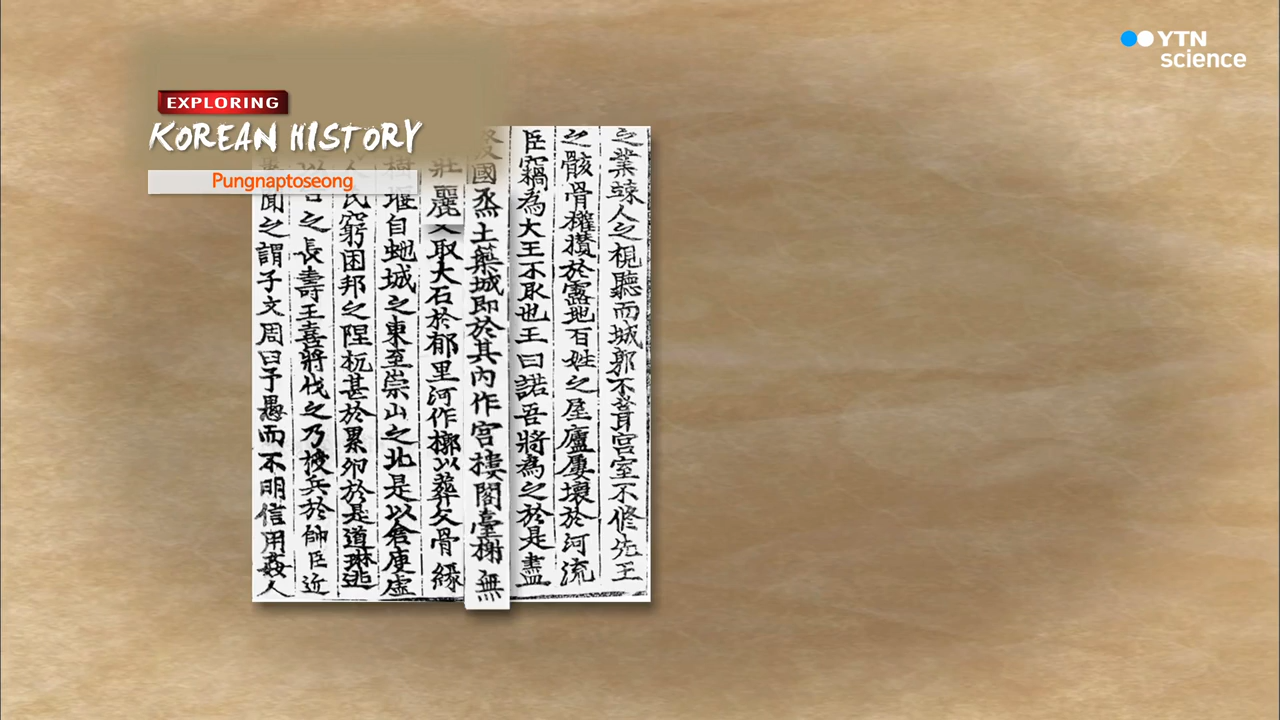 YTN
science
EXPLORING
KOREAN HISTORY
Pungnaptoseong
之業竦人之視聽而城郭不葺宮室不修先王
之骸骨權攢於露地百姓之屋廬屢壞於河流
臣竊為大王不取也王曰諾吾將為之於是盡
發國烝土築城即於其內作宮樓閣臺榭無
壯麗又取大石於郁里河作槨以葬父骨緣
樹堰自虵城之東至崇山之北是以倉庾虛
民窮困邦之隉杌甚於累卵於是道琳逃
以告之長壽王喜將伐之乃授兵於帥臣近
聞之謂子文周曰予愚而不明信用姦人